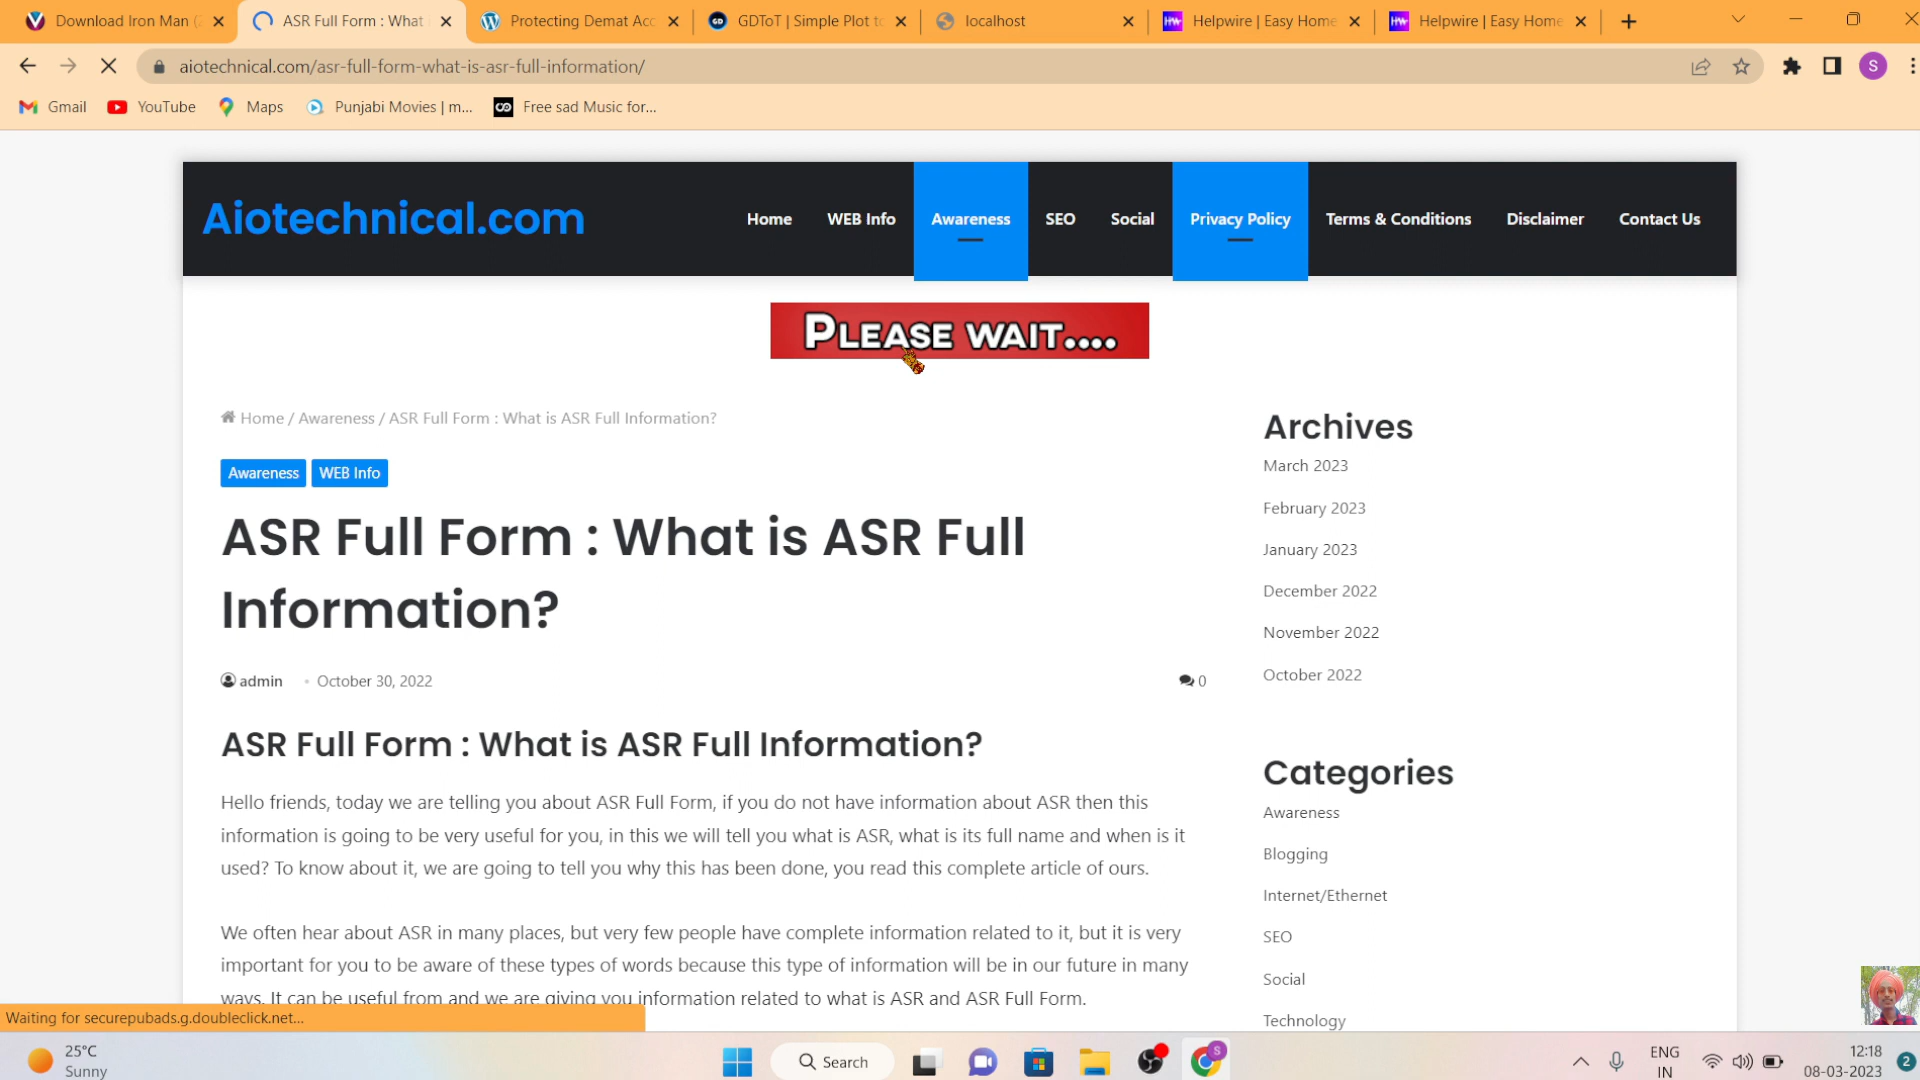 Download Iron Man (2
ASR Full Form : What
Protecting Demat Acc
GDToT | Simple Plot to
localhost
Helpwire | Easy Home
Helpwire | Easy Home
aiotechnical.com/asr-full-form-what-is-asr-full-information/
S
Gmail
YouTube
Maps
Punjabi Movies | m...
Free sad Music for...
Aiotechnical.com
Home
WEB Info
Awareness
SEO
Social
Privacy Policy
Terms & Conditions
Disclaimer
Contact Us
PLEASE WAIT....
Home / Awareness / ASR Full Form : What is ASR Full Information?
Awareness
WEB Info
ASR Full Form : What is ASR Full
Information?
admin
October 30, 2022
0
ASR Full Form : What is ASR Full Information?
Hello friends, today we are telling you about ASR Full Form, if you do not have information about ASR then this
information is going to be very useful for you, in this we will tell you what is ASR, what is its full name and when is it
used? To know about it, we are going to tell you why this has been done, you read this complete article of ours.
We often hear about ASR in many places, but very few people have complete information related to it, but it is very
important for you to be aware of these types of words because this type of information will be in our future in many
ways. It can be useful from and we are giving you information related to what is ASR and ASR Full Form.
Archives
March 2023
February 2023
January 2023
December 2022
November 2022
October 2022
Categories
Awareness
Blogging
Internet/Ethernet
SEO
Social
Technology
Waiting for securepubads.g.doubleclick.net...
25°C
Sunny
Search
S
ENG
IN
12:18
08-03-2023
2